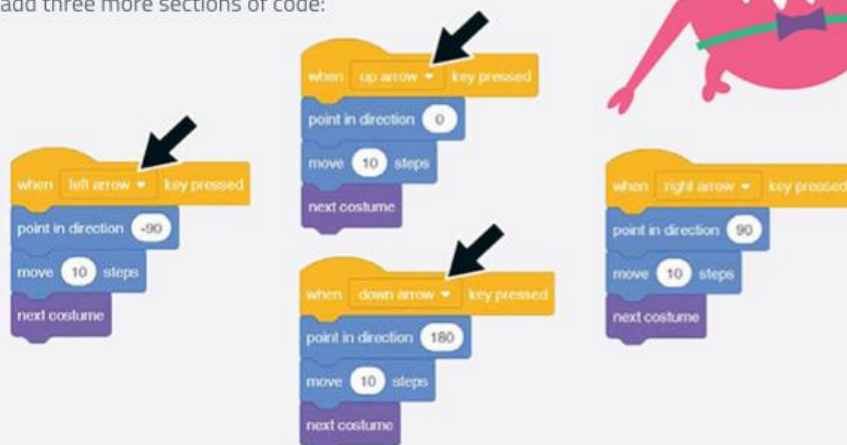 add three more sections of code:
when up arrow key pressed
point in direction 0
move 10 steps
next costume
when left arrow key pressed
point in direction -90
move 10 steps
next costume
when right arrow key pressed
point in direction 90
move 10 steps
next costume
when down arrow key pressed
point in direction 180
move 10 steps
next costume